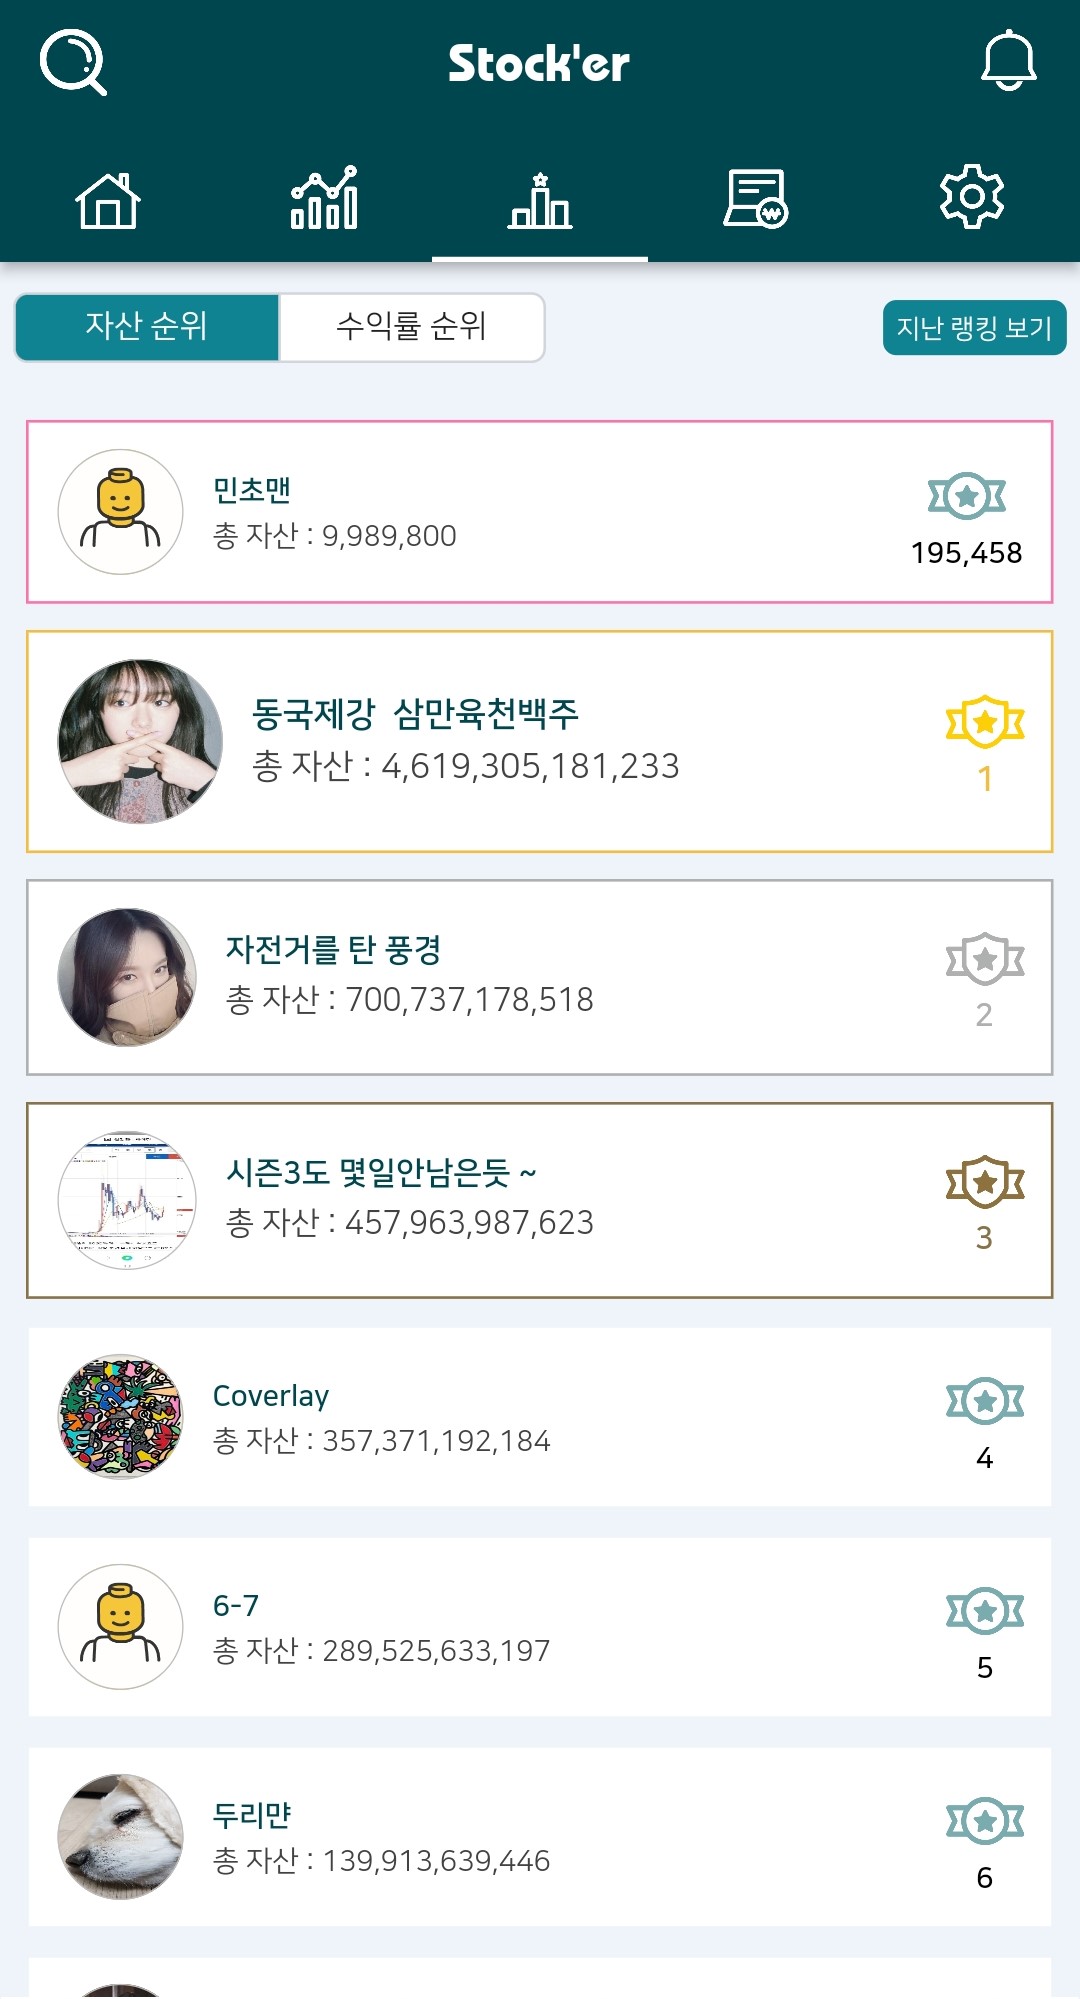 Stock'er
자산 순위
수익률 순위
지난 랭킹 보기
민초맨
총 자산 : 9,989,800
195,458
동국제강  삼만육천백주
총 자산 : 4,619,305,181,233
1
자전거를 탄 풍경
총 자산 : 700,737,178,518
2
시즌3도 몇일안남은듯 ~
총 자산 : 457,963,987,623
3
Coverlay
총 자산 : 357,371,192,184
4
6-7
총 자산 : 289,525,633,197
5
두리먄
총 자산 : 139,913,639,446
6